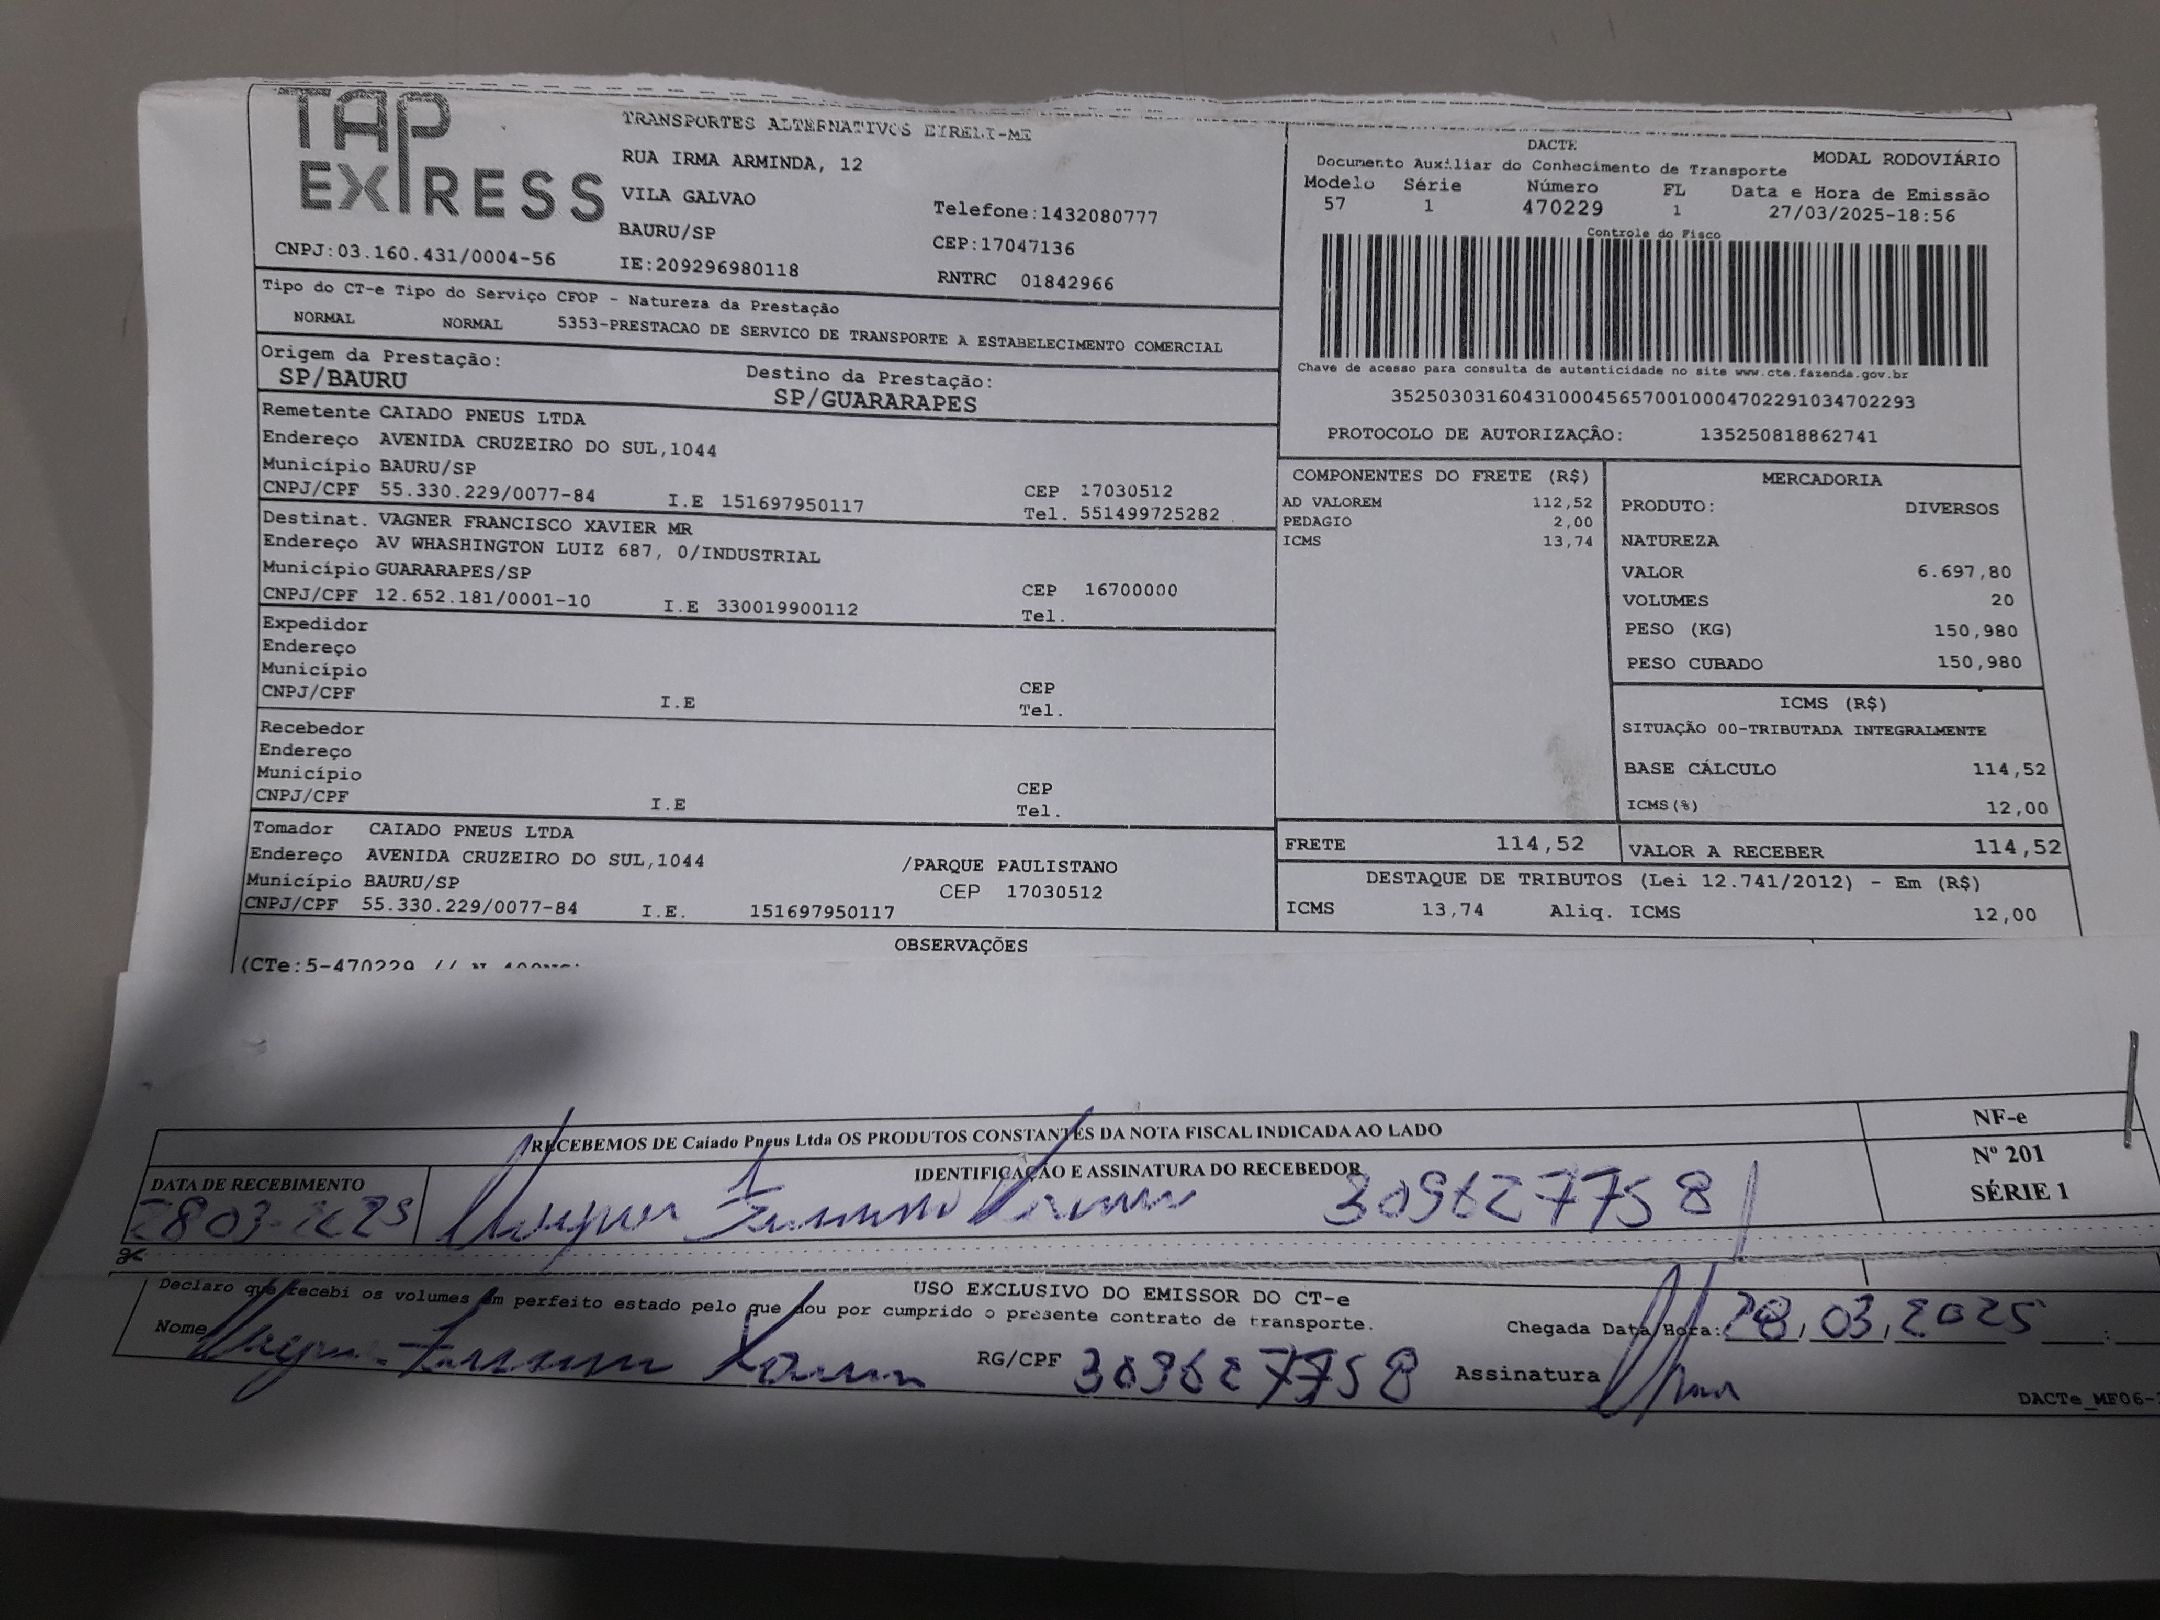 TAP EXPRESS
TRANSPORTES ALTERNATIVOS EIRELI-ME
RUA IRMA ARMINDA, 12
VILA GALVAO
Telefone:1432080777
BAURU/SP
CEP:17047136
CNPJ:03.160.431/0004-56
IE:209296980118
RNTRC 01842966
Tipo do CT-e Tipo do Serviço CFOP - Natureza da Prestação
NORMAL NORMAL 5353-PRESTACAO DE SERVICO DE TRANSPORTE A ESTABELECIMENTO COMERCIAL
Origem da Prestação:
SP/BAURU
Destino da Prestação:
SP/GUARARAPES
Remetente CAIADO PNEUS LTDA
Endereço AVENIDA CRUZEIRO DO SUL,1044
Município BAURU/SP
CEP 17030512
CNPJ/CPF 55.330.229/0077-84 I.E 151697950117
Tel. 551499725282
Destinat. VAGNER FRANCISCO XAVIER MR
Endereço AV WHASHINGTON LUIZ 687, 0/INDUSTRIAL
Município GUARARAPES/SP
CEP 16700000
CNPJ/CPF 12.652.181/0001-10 I.E 330019900112
Tel.
Expedidor
Endereço
Município
CEP
CNPJ/CPF I.E
Tel.
Recebedor
Endereço
Município
CEP
CNPJ/CPF I.E
Tel.
Tomador CAIADO PNEUS LTDA
Endereço AVENIDA CRUZEIRO DO SUL,1044 /PARQUE PAULISTANO
Município BAURU/SP CEP 17030512
CNPJ/CPF 55.330.229/0077-84 I.E. 151697950117
DACTE
Documento Auxiliar do Conhecimento de Transporte
MODAL RODOVIÁRIO
Modelo Série Número FL Data e Hora de Emissão
57 1 470229 1 27/03/2025-18:56
Controle do Fisco
Chave de acesso para consulta de autenticidade no site www.cte.fazenda.gov.br
35250303160431000456570010004702291034702293
PROTOCOLO DE AUTORIZAÇÃO: 135250818862741
COMPONENTES DO FRETE (R$)
AD VALOREM 112,52
PEDAGIO 2,00
ICMS 13,74
MERCADORIA
PRODUTO: DIVERSOS
NATUREZA
VALOR 6.697,80
VOLUMES 20
PESO (KG) 150,980
PESO CUBADO 150,980
ICMS (R$)
SITUAÇÃO 00-TRIBUTADA INTEGRALMENTE
BASE CÁLCULO 114,52
ICMS(%) 12,00
FRETE 114,52
VALOR A RECEBER 114,52
DESTAQUE DE TRIBUTOS (Lei 12.741/2012) - Em (R$)
ICMS 13,74 Aliq. ICMS 12,00
OBSERVAÇÕES
(CTe:5-470229 //
RECEBEMOS DE Caiado Pneus Ltda OS PRODUTOS CONSTANTES DA NOTA FISCAL INDICADA AO LADO
NF-e
Nº 201
SÉRIE 1
DATA DE RECEBIMENTO
IDENTIFICAÇÃO E ASSINATURA DO RECEBEDOR
309627758
USO EXCLUSIVO DO EMISSOR DO CT-e
Declaro que recebi os volumes em perfeito estado pelo que dou por cumprido o presente contrato de transporte.
Chegada Data/Hora: 28,03,2025
Nome
RG/CPF 309627758
Assinatura